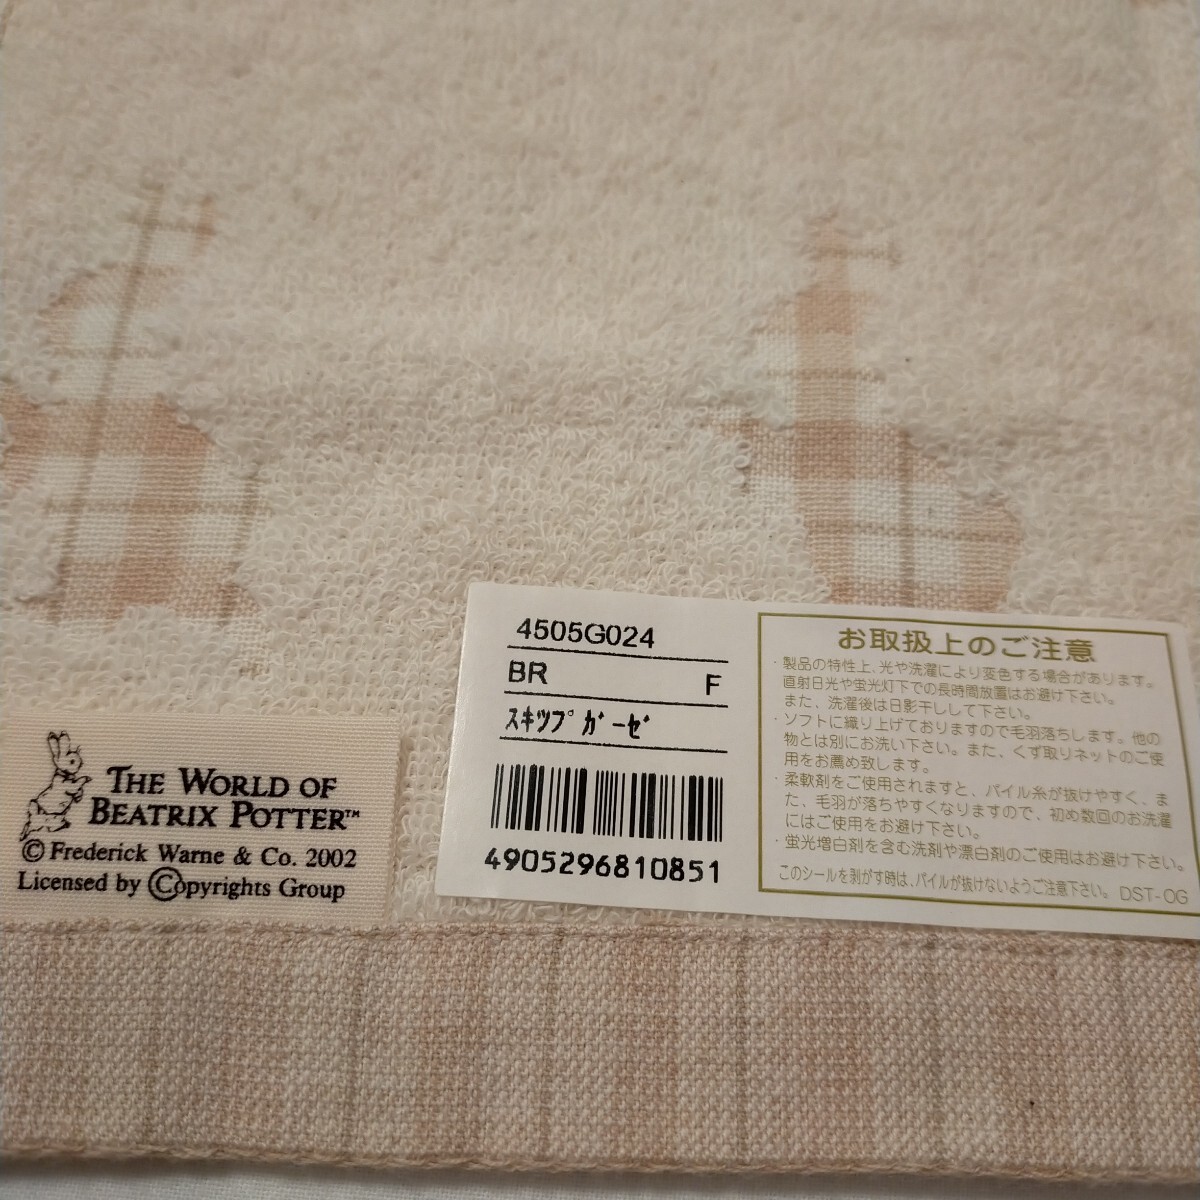 THE WORLD OF
BEATRIX POTTER™
© Frederick Warne & Co. 2002
Licensed by ©opyrights Group
4505G024
BR F
ｽｷｯﾌﾟｶﾞｰｾﾞ
4905296810851
お取扱上のご注意
・製品の特性上、光や洗濯により変色する場合があります。
直射日光や蛍光灯下での長時間放置はお避け下さい。
また、洗濯後は日影干しして下さい。
・ソフトに織り上げておりますので毛羽落ちします。他の
物とは別にお洗い下さい。また、くず取りネットのご使
用をお薦め致します。
・柔軟剤をご使用されますと、パイル糸が抜けやすく、ま
た、毛羽が落ちやすくなりますので、初め数回のお洗濯
にはご使用をお避け下さい。
・蛍光増白剤を含む洗剤や漂白剤のご使用はお避け下さい。
このシールを剥がす時は、パイルが抜けないようご注意下さい。 DST-OG